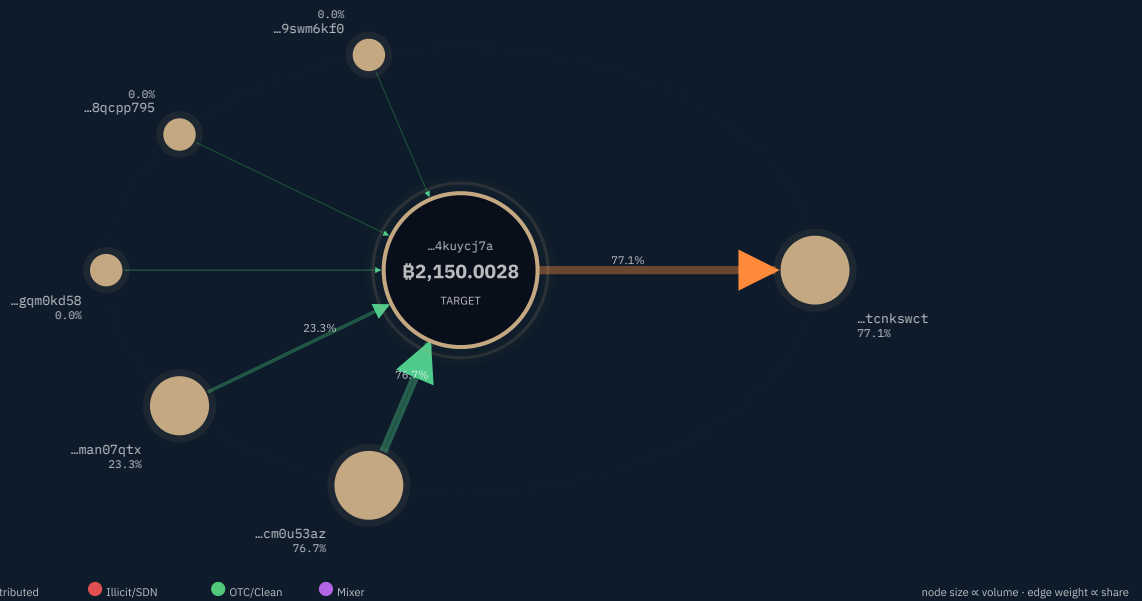 0.0%
…9swm6kf0
0.0%
…8qcpp795
…4kuycj7a
₿2,150.0028
TARGET
77.1%
…gqm0kd58
0.0%
23.3%
…tcnkswct
77.1%
76.7%
…man07qtx
23.3%
…cm0u53az
76.7%
tributed
Illicit/SDN
OTC/Clean
Mixer
node size ∝ volume · edge weight ∝ share